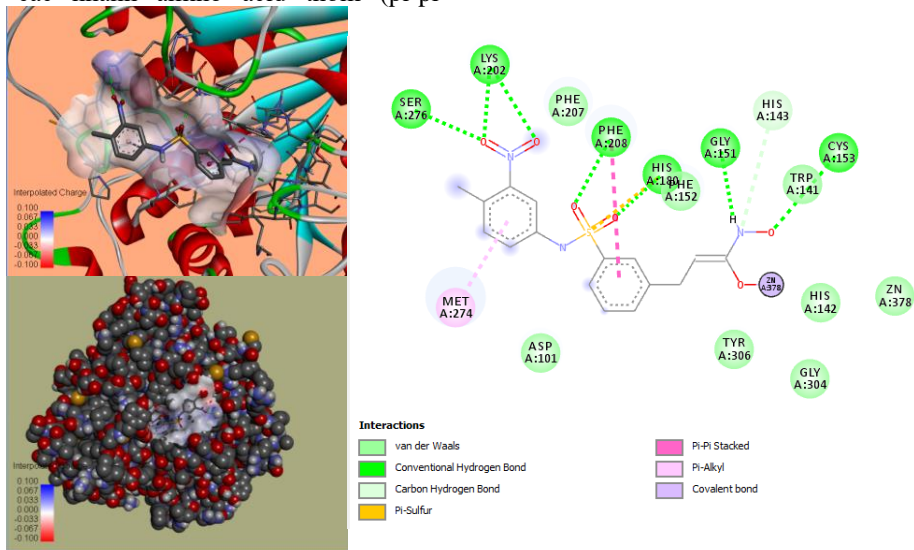 Interpolated Charge
0.100
0.067
0.033
0.000
-0.033
-0.067
-0.100
0.100
0.067
0.033
0.000
-0.033
-0.067
-0.100
LYS
A:202
SER
A:276
PHE
A:207
PHE
A:208
HIS
A:143
GLY
A:151
CYS
A:153
HIS
A:180
PHE
A:152
TRP
A:141
H
N
O
O
N
O
O
S
N
O
O
MET
A:274
ZN
A:378
HIS
A:142
ZN
A:378
ASP
A:101
TYR
A:306
GLY
A:304
Interactions
van der Waals
Conventional Hydrogen Bond
Carbon Hydrogen Bond
Pi-Sulfur
Pi-Pi Stacked
Pi-Alkyl
Covalent bond